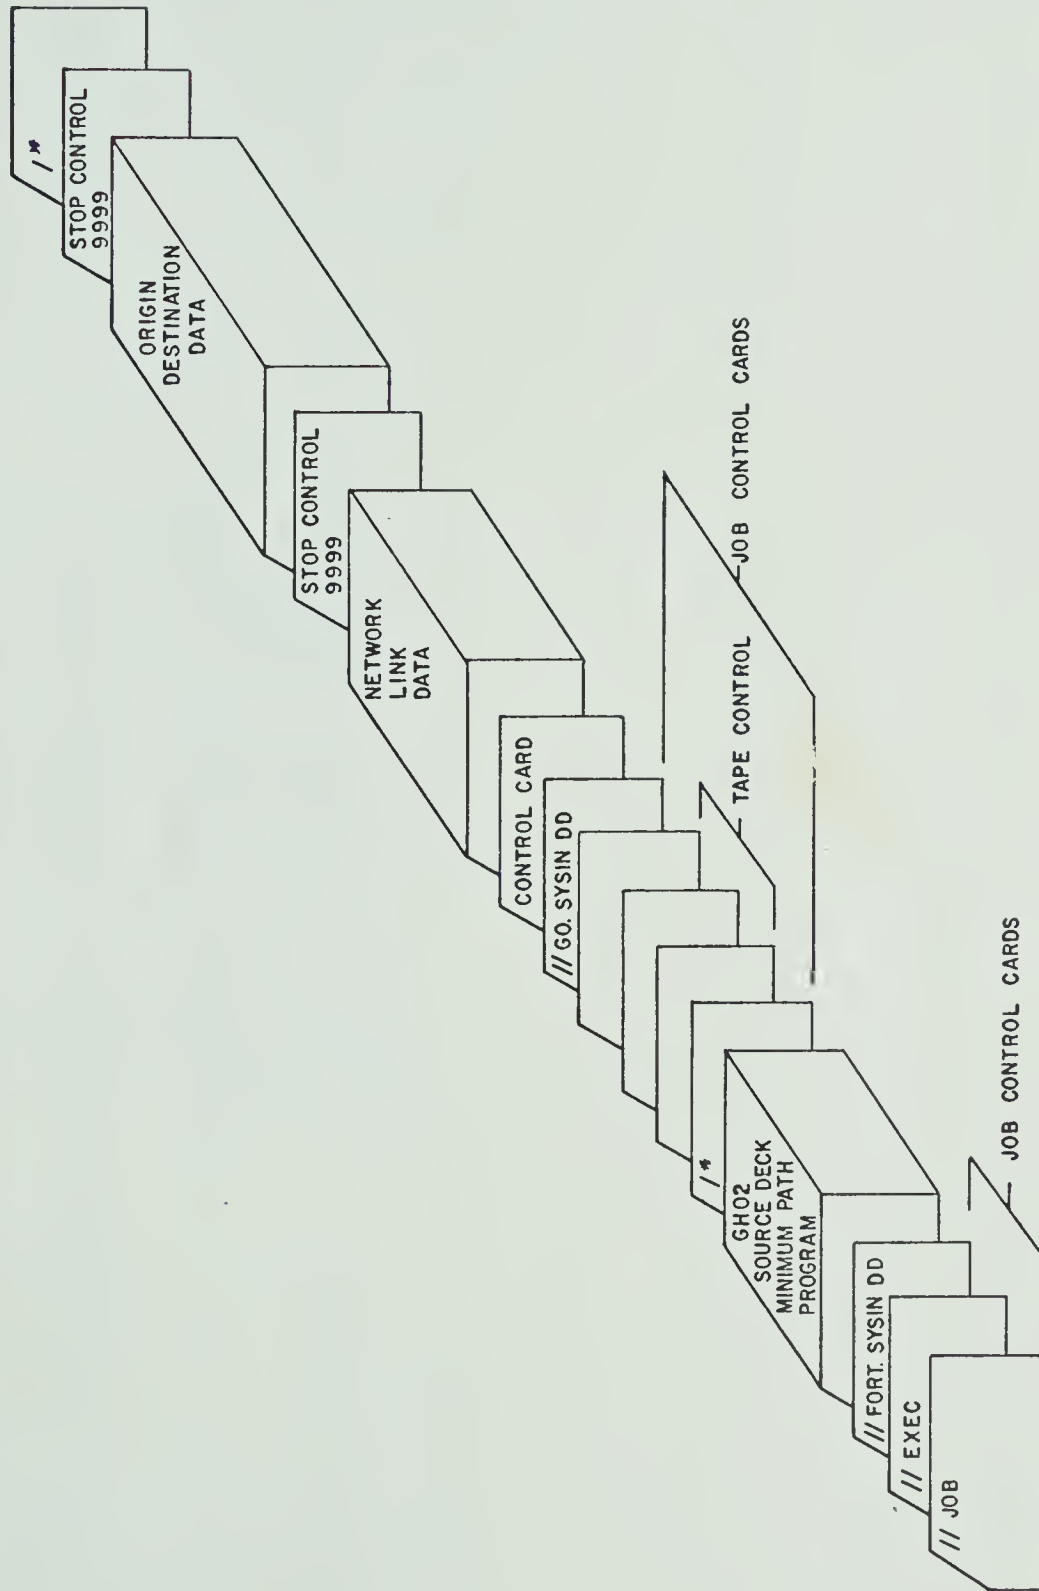 /*
STOP CONTROL
9999
ORIGIN
DESTINATION
DATA
STOP CONTROL
9999
NETWORK
LINK
DATA
CONTROL CARD
// GO. SYSIN DD
JOB CONTROL CARDS
TAPE CONTROL
/*
GH02
SOURCE DECK
MINIMUM PATH
PROGRAM
// FORT. SYSIN DD
// EXEC
// JOB
JOB CONTROL CARDS